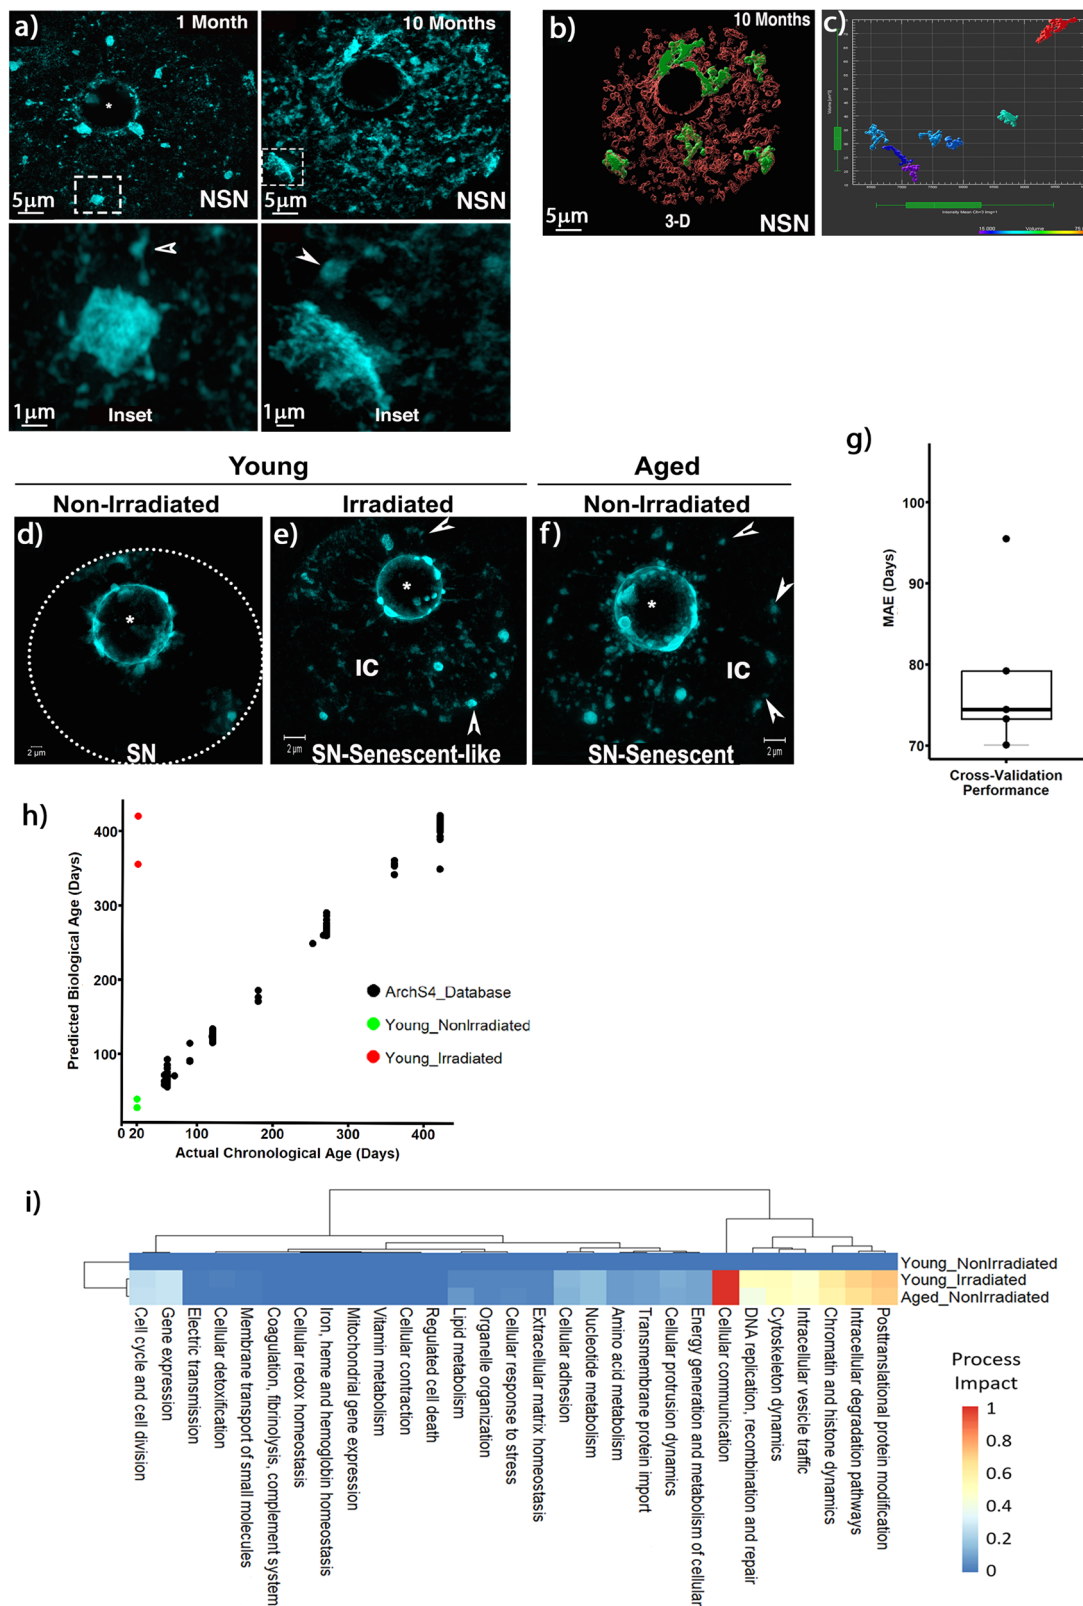 a)
1 Month
*
5μm
NSN
10 Months
5μm
NSN
1μm
Inset
1μm
Inset
b)
10 Months
5μm
3-D
NSN
c)
Volume
Young
Aged
Non-Irradiated
Irradiated
Non-Irradiated
d)
*
2 μm
SN
e)
*
IC
2 μm
SN-Senescent-like
f)
*
IC
SN-Senescent
2 μm
g)
MAE (Days)
100
90
80
70
Cross-Validation
Performance
h)
Predicted Biological Age (Days)
400
300
200
100
0 20 100 200 300 400
Actual Chronological Age (Days)
ArchS4_Database
Young_NonIrradiated
Young_Irradiated
i)
Young_NonIrradiated
Young_Irradiated
Aged_NonIrradiated
Cell cycle and cell division
Gene expression
Electric transmission
Cellular detoxification
Membrane transport of small molecules
Coagulation, fibrinolysis, complement system
Cellular redox homeostasis
Iron, heme and hemoglobin homeostasis
Mitochondrial gene expression
Vitamin metabolism
Cellular contraction
Regulated cell death
Lipid metabolism
Organelle organization
Cellular response to stress
Extracellular matrix homeostasis
Cellular adhesion
Nucleotide metabolism
Amino acid metabolism
Transmembrane protein import
Cellular protrusion dynamics
Energy generation and metabolism of cellular
Cellular communication
DNA replication, recombination and repair
Cytoskeleton dynamics
Intracellular vesicle traffic
Chromatin and histone dynamics
Intracellular degradation pathways
Posttranslational protein modification
Process
Impact
1
0.8
0.6
0.4
0.2
0